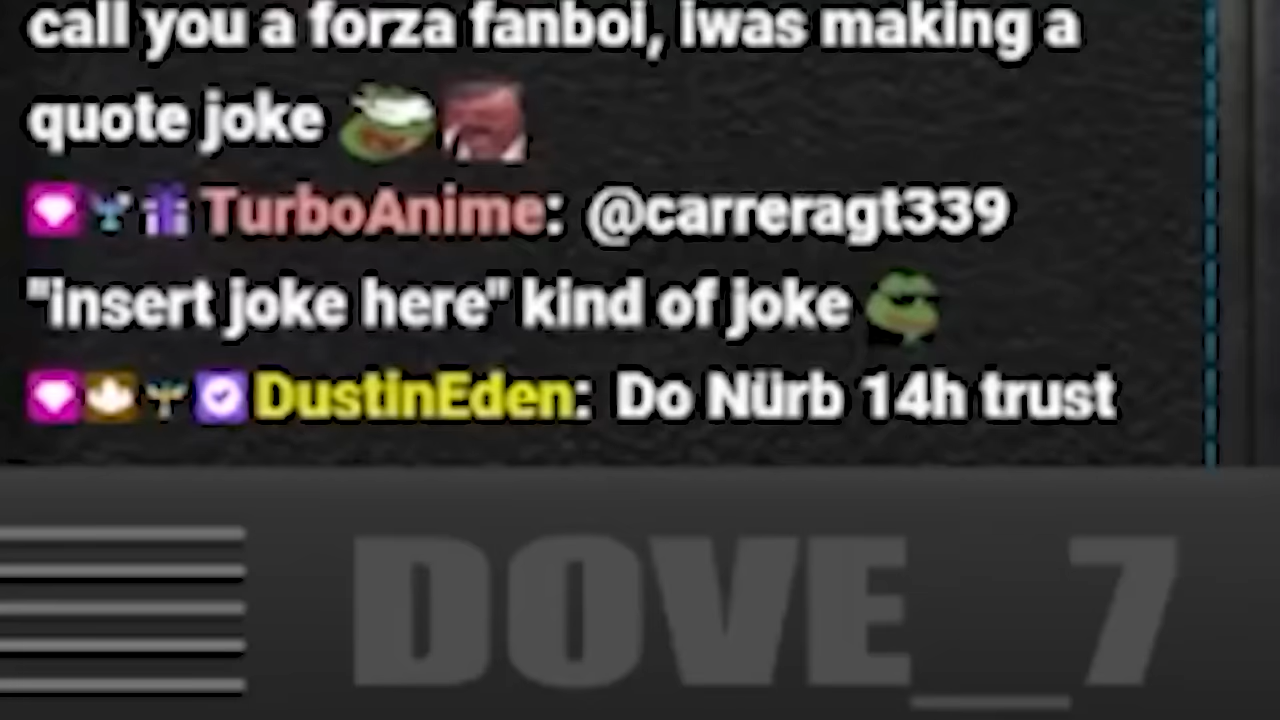 call you a forza fanboi, iwas making a
quote joke
TurboAnime: @carreragt339
"insert joke here" kind of joke
DustinEden: Do Nürb 14h trust
DOVE_7